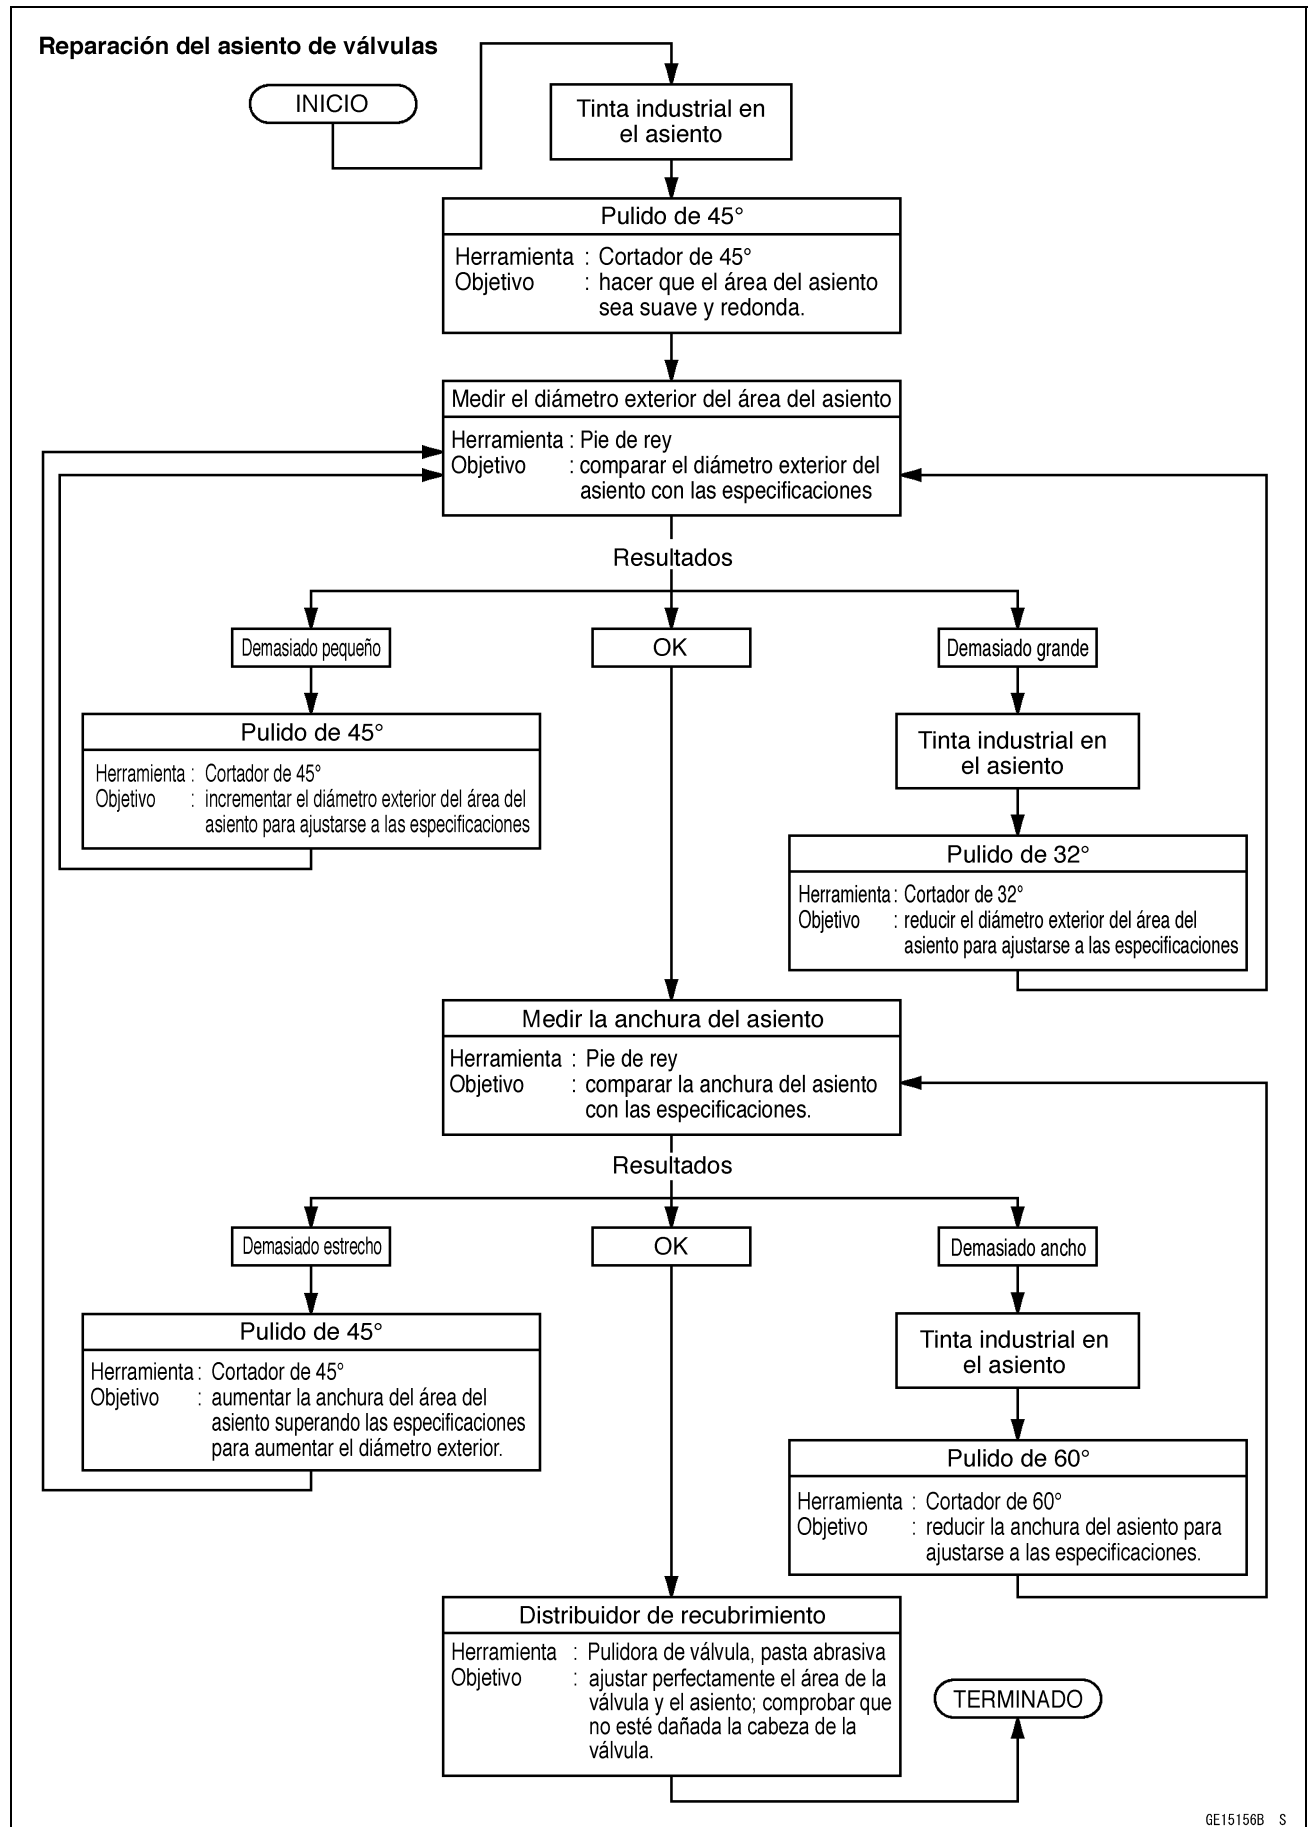 Reparación del asiento de válvulas
INICIO
Tinta industrial en
el asiento
Pulido de 45°
Herramienta : Cortador de 45°
Objetivo : hacer que el área del asiento
sea suave y redonda.
Medir el diámetro exterior del área del asiento
Herramienta : Pie de rey
Objetivo : comparar el diámetro exterior del
asiento con las especificaciones
Resultados
Demasiado pequeño
OK
Demasiado grande
Pulido de 45°
Herramienta : Cortador de 45°
Objetivo : incrementar el diámetro exterior del área del
asiento para ajustarse a las especificaciones
Tinta industrial en
el asiento
Pulido de 32°
Herramienta : Cortador de 32°
Objetivo : reducir el diámetro exterior del área del
asiento para ajustarse a las especificaciones
Medir la anchura del asiento
Herramienta : Pie de rey
Objetivo : comparar la anchura del asiento
con las especificaciones.
Resultados
Demasiado estrecho
OK
Demasiado ancho
Pulido de 45°
Herramienta : Cortador de 45°
Objetivo : aumentar la anchura del área del
asiento superando las especificaciones
para aumentar el diámetro exterior.
Tinta industrial en
el asiento
Pulido de 60°
Herramienta : Cortador de 60°
Objetivo : reducir la anchura del asiento para
ajustarse a las especificaciones.
Distribuidor de recubrimiento
Herramienta : Pulidora de válvula, pasta abrasiva
Objetivo : ajustar perfectamente el área de la
válvula y el asiento; comprobar que
no esté dañada la cabeza de la
válvula.
TERMINADO
GE15156B S